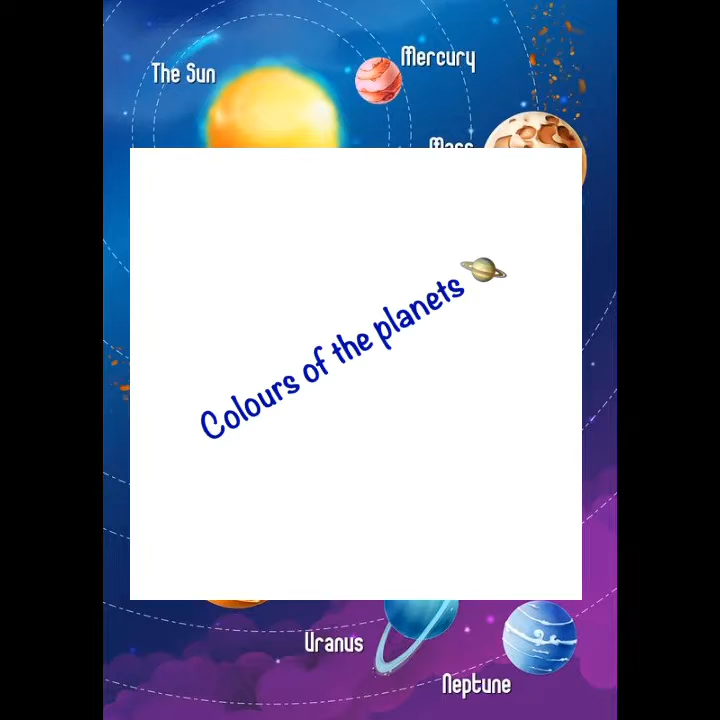 The Sun
Mercury
Colours of the planets 🪐
Uranus
Neptune